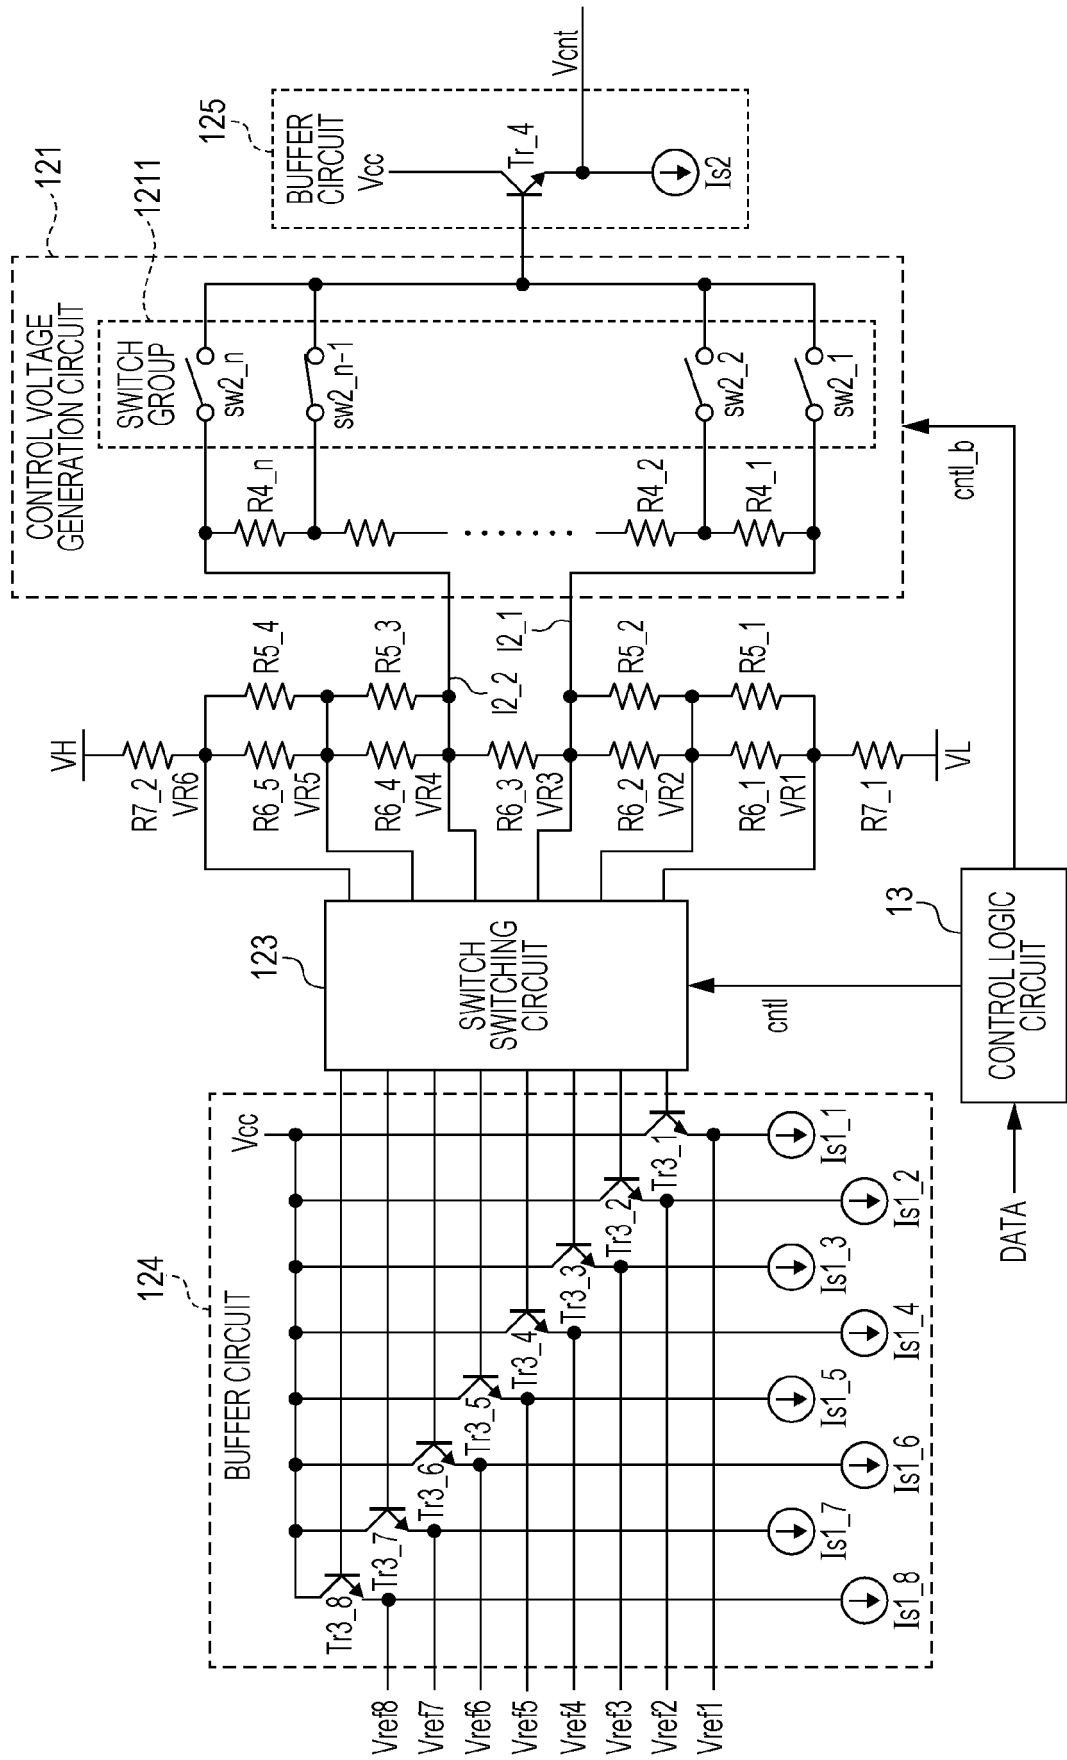 121
CONTROL VOLTAGE
GENERATION CIRCUIT
1211
SWITCH
GROUP
sw2_n
sw2_n-1
sw2_2
sw2_1
R4_n
R4_2
R4_1
125
BUFFER
CIRCUIT
Vcc
Tr_4
Is2
Vcnt
cntl_b
I2_1
I2_2
VH
R7_2
VR6
R6_5
VR5
R6_4
VR4
R6_3
VR3
R6_2
VR2
R6_1
VR1
R7_1
VL
R5_4
R5_3
R5_2
R5_1
123
SWITCH
SWITCHING
CIRCUIT
cntl
13
CONTROL LOGIC
CIRCUIT
DATA
124
BUFFER CIRCUIT
Vcc
Tr3_8
Tr3_7
Tr3_6
Tr3_5
Tr3_4
Tr3_3
Tr3_2
Tr3_1
Is1_8
Is1_7
Is1_6
Is1_5
Is1_4
Is1_3
Is1_2
Is1_1
Vref8
Vref7
Vref6
Vref5
Vref4
Vref3
Vref2
Vref1